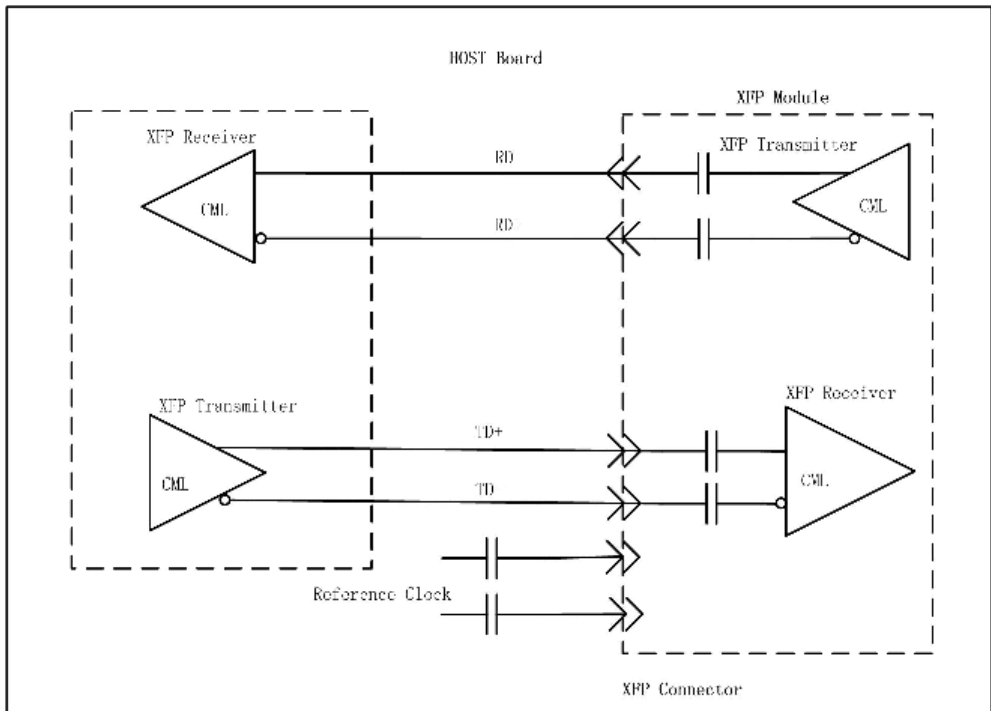 HOST Board
XFP Module
XFP Receiver
XFP Transmitter
RD
CML
CML
RD
XFP Transmitter
XFP Receiver
TD+
CML
CML
TD
Reference Clock
XFP Connector